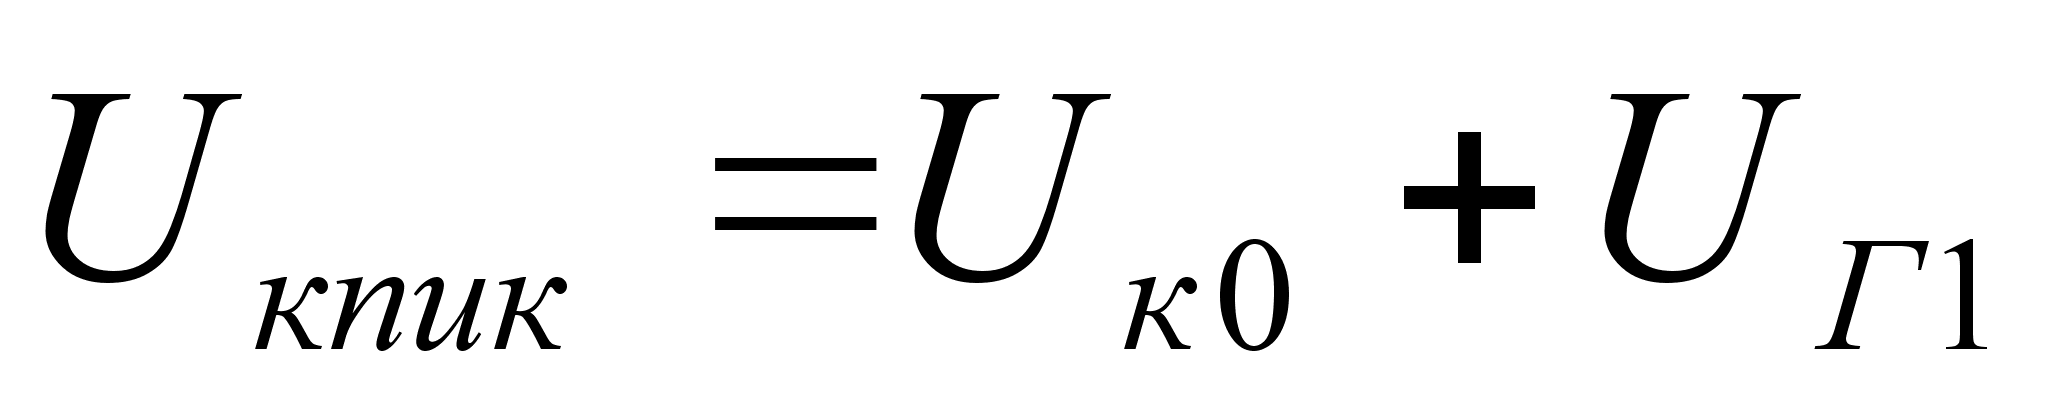 U кпик = U к0 + U Г1